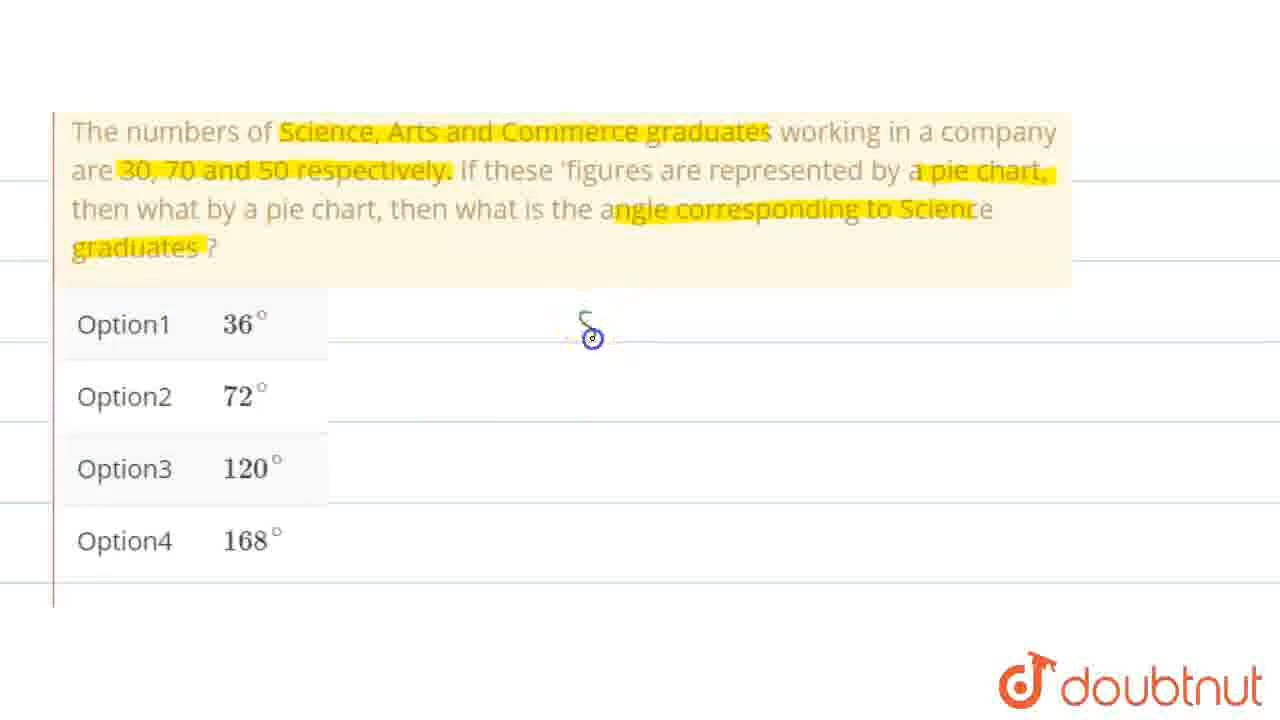 The numbers of Science, Arts and Commerce graduates working in a company
are 30, 70 and 50 respectively. If these 'figures are represented by a pie chart,
then what by a pie chart, then what is the angle corresponding to Science
graduates ?
Option1 36°
S
Option2 72°
Option3 120°
Option4 168°
doubtnut